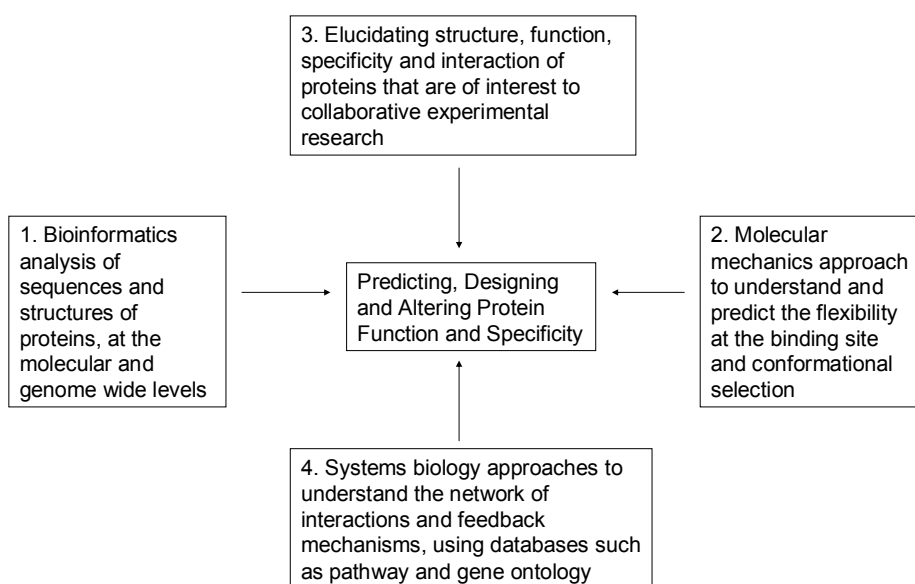 3. Elucidating structure, function,
specificity and interaction of
proteins that are of interest to
collaborative experimental
research
1. Bioinformatics
analysis of
sequences and
structures of
proteins, at the
molecular and
genome wide levels
Predicting, Designing
and Altering Protein
Function and Specificity
2. Molecular
mechanics approach
to understand and
predict the flexibility
at the binding site
and conformational
selection
4. Systems biology approaches to
understand the network of
interactions and feedback
mechanisms, using databases such
as pathway and gene ontology